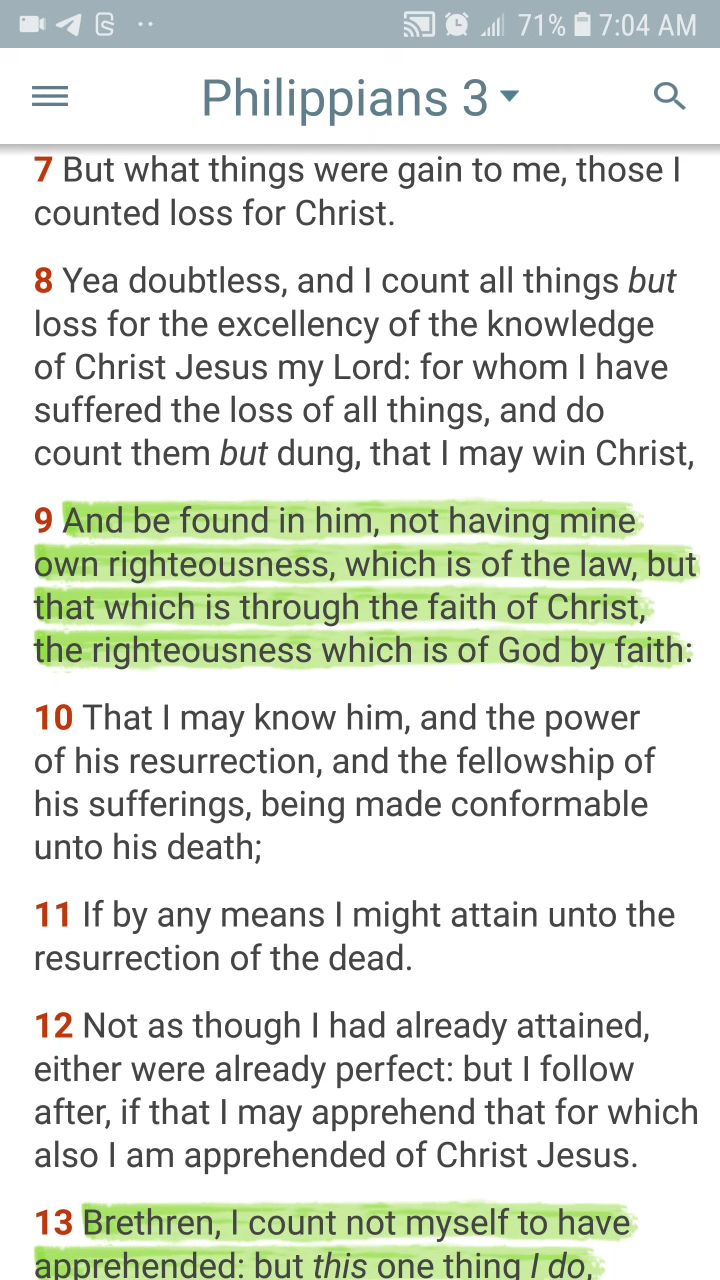 71% 7:04 AM
Philippians 3
7 But what things were gain to me, those I
counted loss for Christ.
8 Yea doubtless, and I count all things but
loss for the excellency of the knowledge
of Christ Jesus my Lord: for whom I have
suffered the loss of all things, and do
count them but dung, that I may win Christ,
9 And be found in him, not having mine
own righteousness, which is of the law, but
that which is through the faith of Christ,
the righteousness which is of God by faith:
10 That I may know him, and the power
of his resurrection, and the fellowship of
his sufferings, being made conformable
unto his death;
11 If by any means I might attain unto the
resurrection of the dead.
12 Not as though I had already attained,
either were already perfect: but I follow
after, if that I may apprehend that for which
also I am apprehended of Christ Jesus.
13 Brethren, I count not myself to have
apprehended: but this one thing I do,